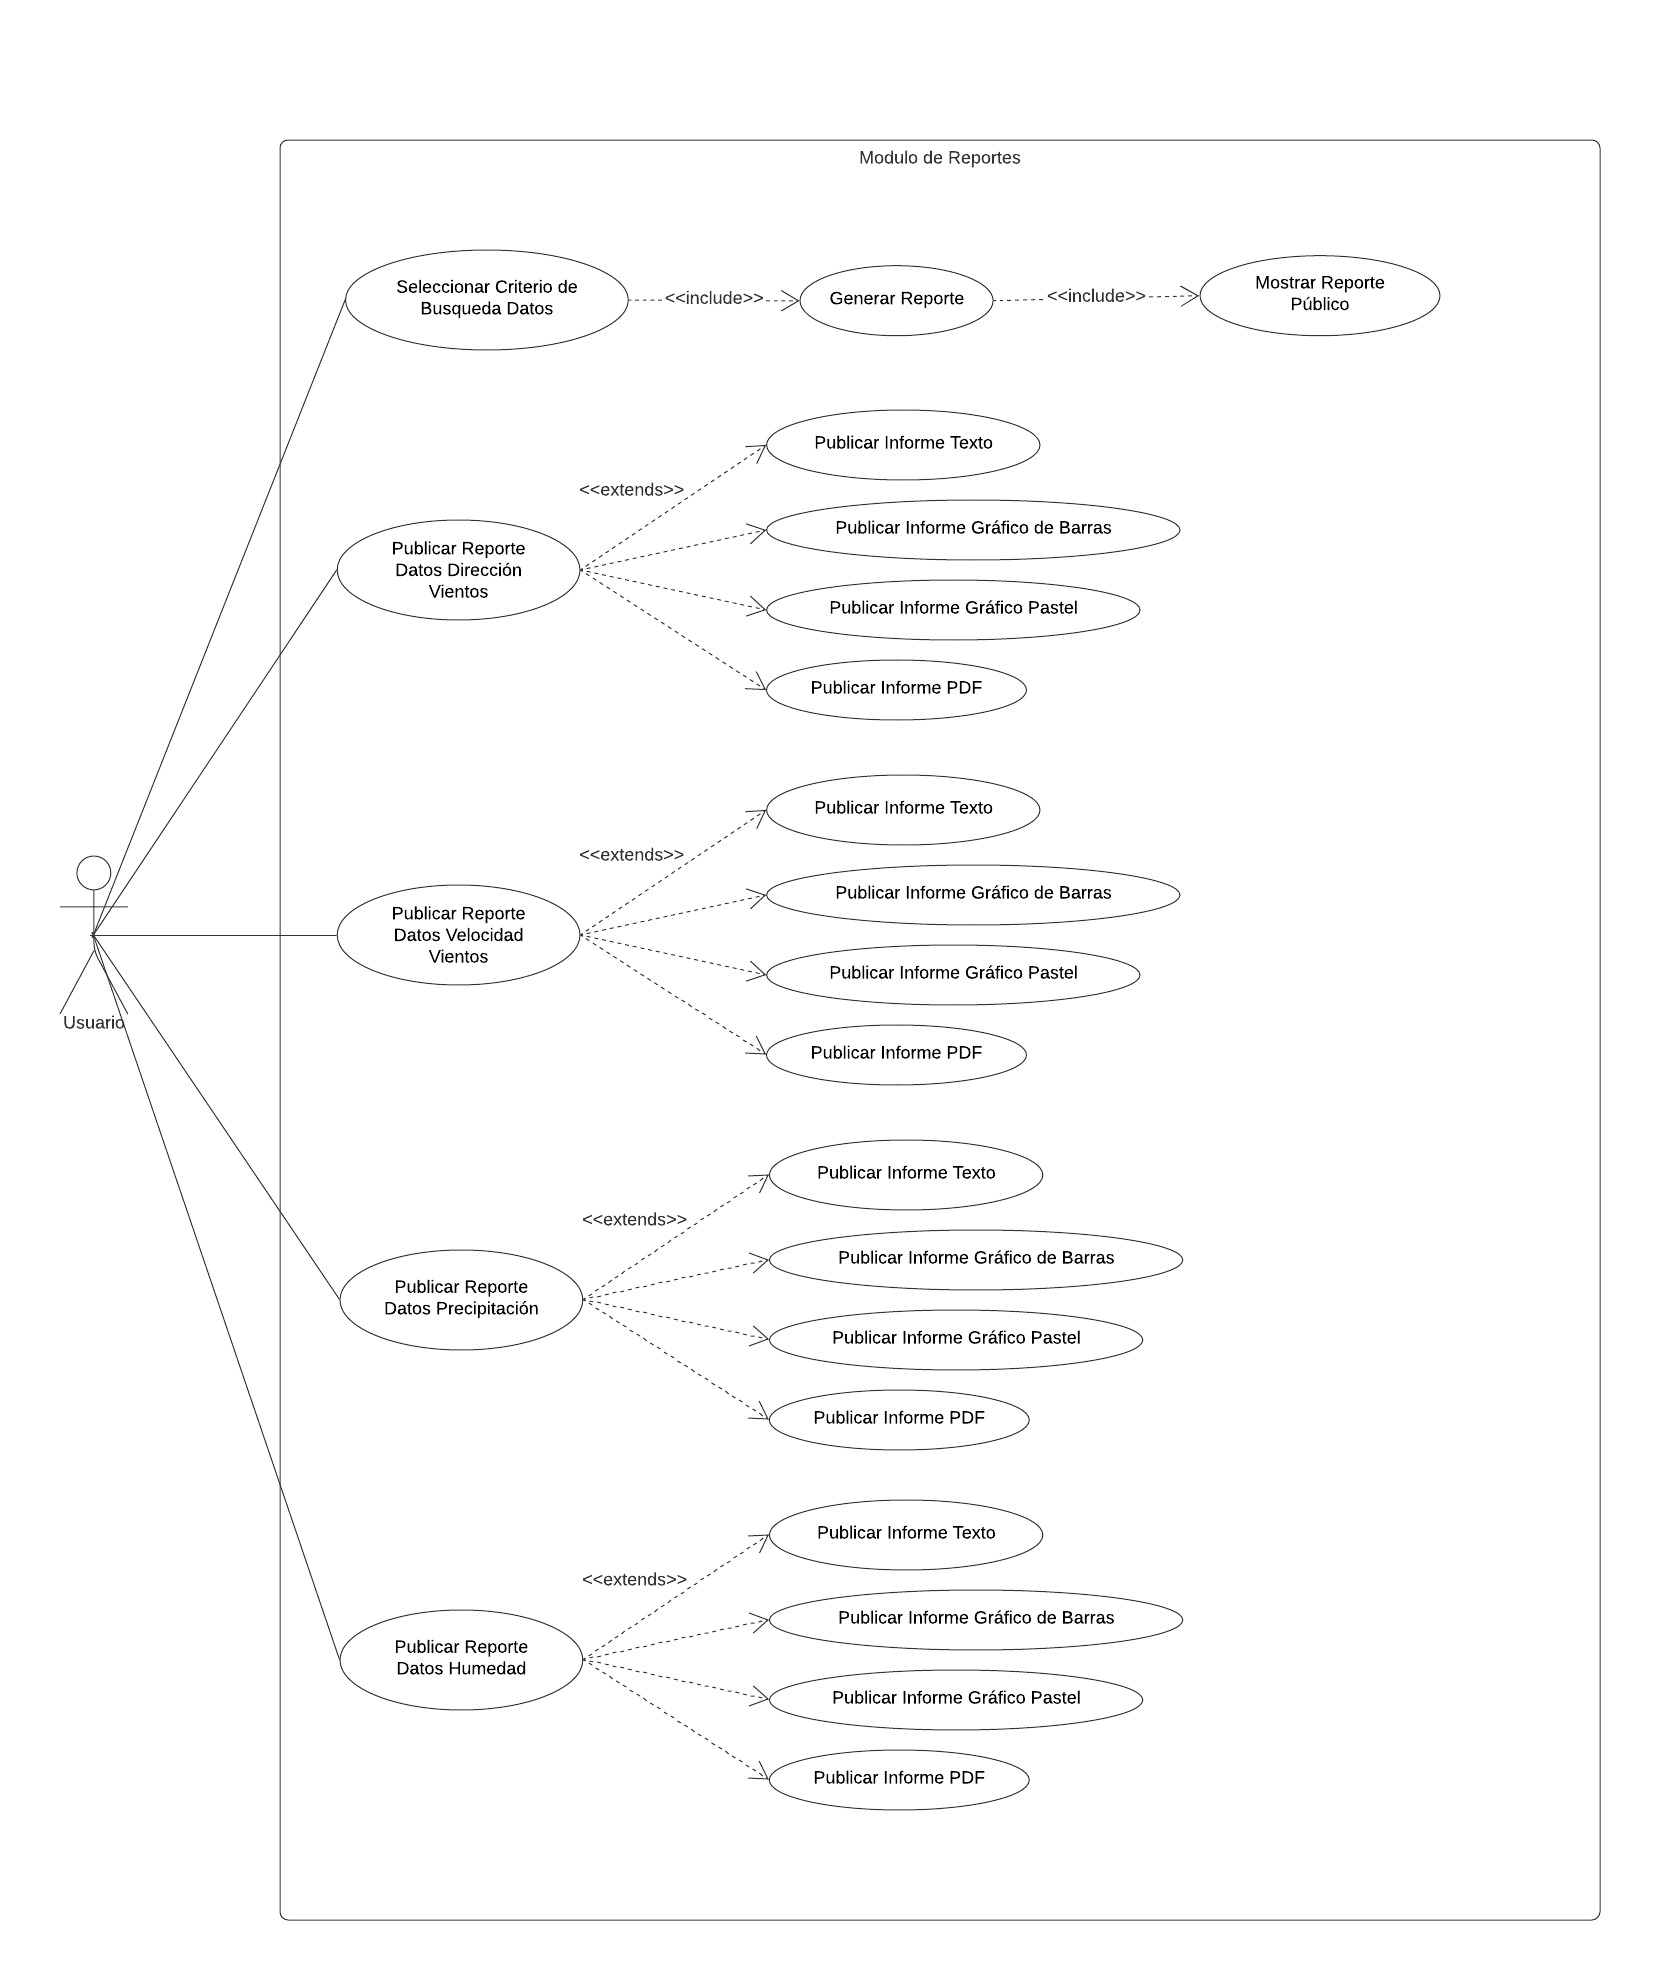 Modulo de Reportes
Seleccionar Criterio de
Busqueda Datos
<<include>>
Generar Reporte
<<include>>
Mostrar Reporte
Público
Publicar Reporte
Datos Dirección
Vientos
<<extends>>
Publicar Informe Texto
Publicar Informe Gráfico de Barras
Publicar Informe Gráfico Pastel
Publicar Informe PDF
Usuario
Publicar Reporte
Datos Velocidad
Vientos
<<extends>>
Publicar Informe Texto
Publicar Informe Gráfico de Barras
Publicar Informe Gráfico Pastel
Publicar Informe PDF
Publicar Reporte
Datos Precipitación
<<extends>>
Publicar Informe Texto
Publicar Informe Gráfico de Barras
Publicar Informe Gráfico Pastel
Publicar Informe PDF
Publicar Reporte
Datos Humedad
<<extends>>
Publicar Informe Texto
Publicar Informe Gráfico de Barras
Publicar Informe Gráfico Pastel
Publicar Informe PDF